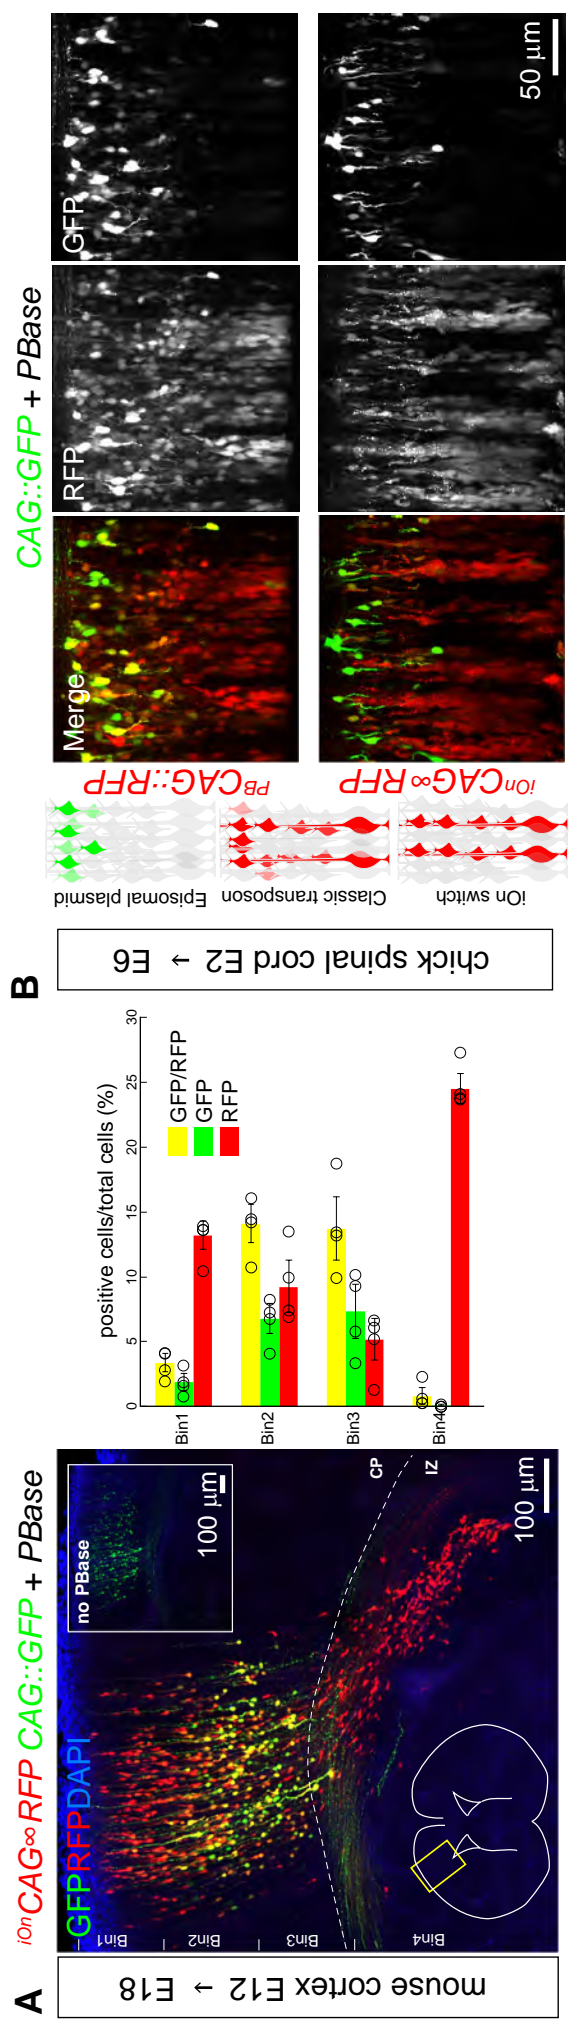 A
mouse cortex E12 → E18
iOnCAG∞RFP CAG::GFP + PBase
GFPRFPDAPI
no PBase
100 µm
Bin1
Bin2
Bin3
Bin4
CP
IZ
100 µm
positive cells/total cells (%)
0
5
10
15
20
25
30
GFP/RFP
GFP
RFP
Bin1
Bin2
Bin3
Bin4
B
chick spinal cord E2 → E6
CAG::GFP + PBase
Episomal plasmid
Classic transposon
iOn switch
PBCAG::RFP
iOnCAG∞RFP
Merge
RFP
GFP
50 µm